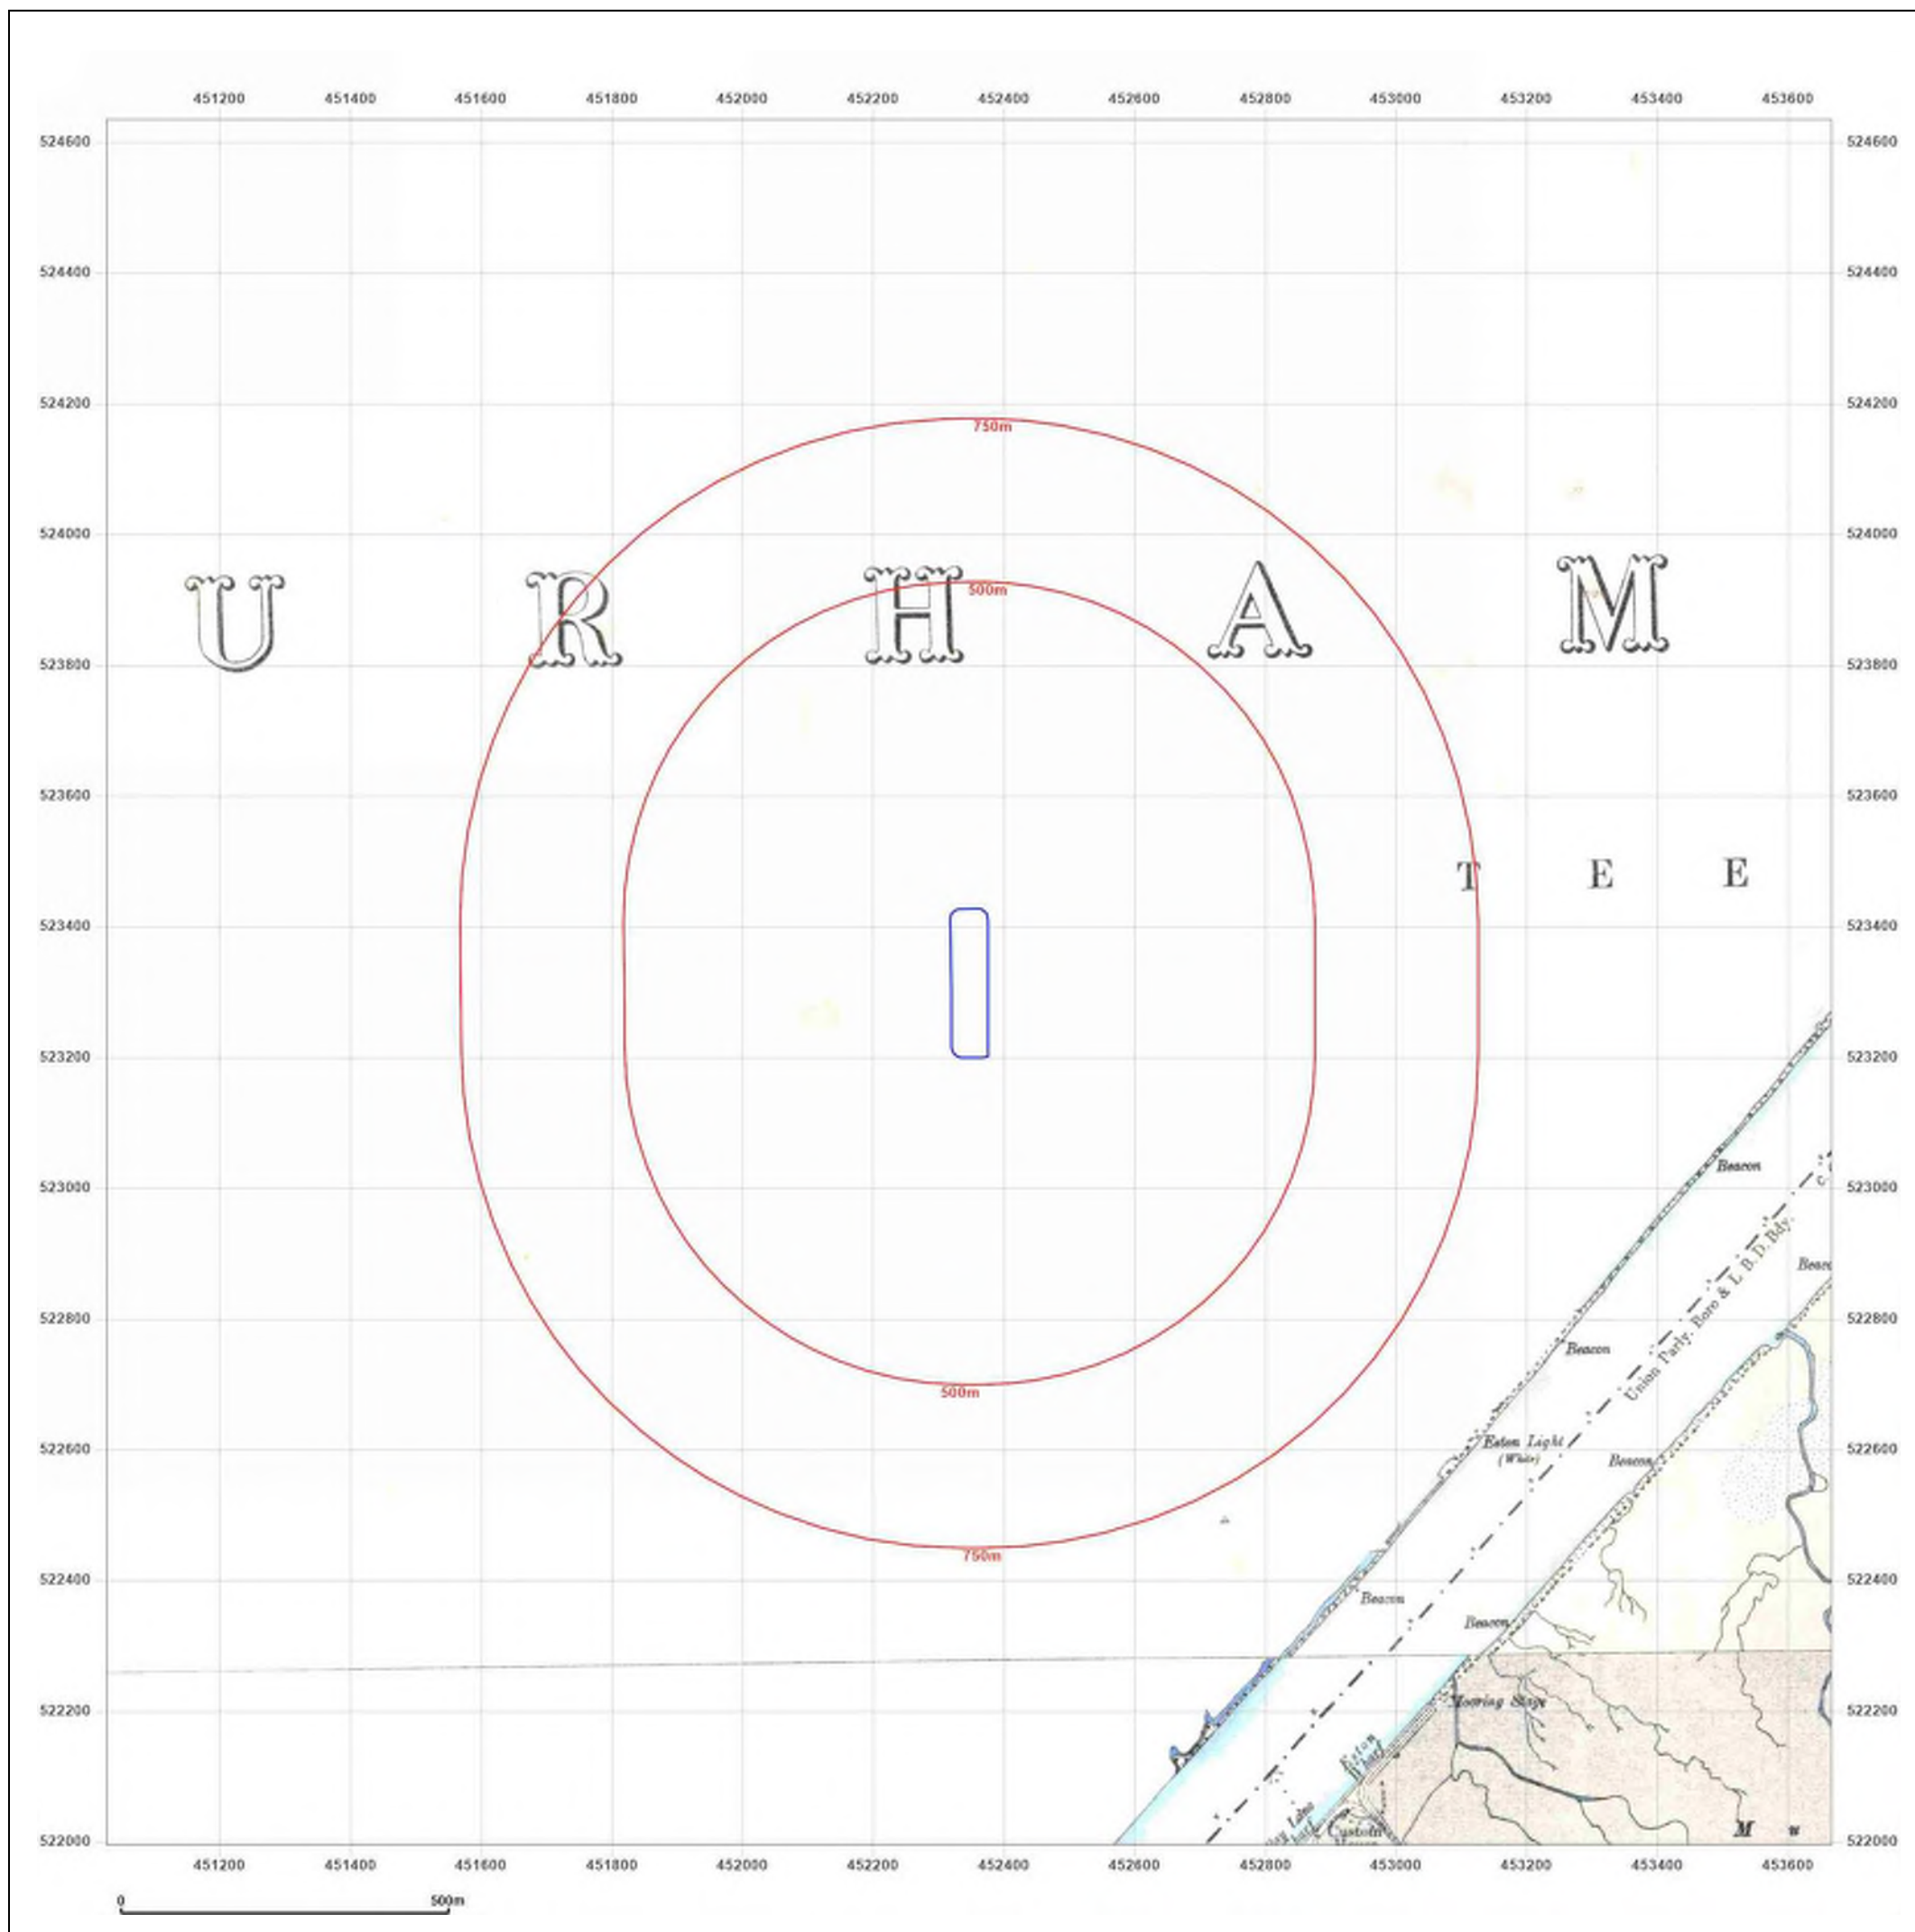 451200 451400 451600 451800 452000 452200 452400 452600 452800 453000 453200 453400 453600
524600 524600
524400 524400
524200 524200
750m
524000 524000
U R H A M
500m
523800 523800
523600 523600
T E E
523400 523400
523200 523200
Beacon
523000 523000
C.
Union Parly. Boro & L. B. D. Bdy.
522800 522800
Beacon
500m
Eston Light
(White)
Beacon
522600 522600
750m
522400 522400
Beacon
Beacon
Mooring Stage
522200 522200
Eston
Wharf
Custom
M u
522000 522000
451200 451400 451600 451800 452000 452200 452400 452600 452800 453000 453200 453400 453600
0 500m